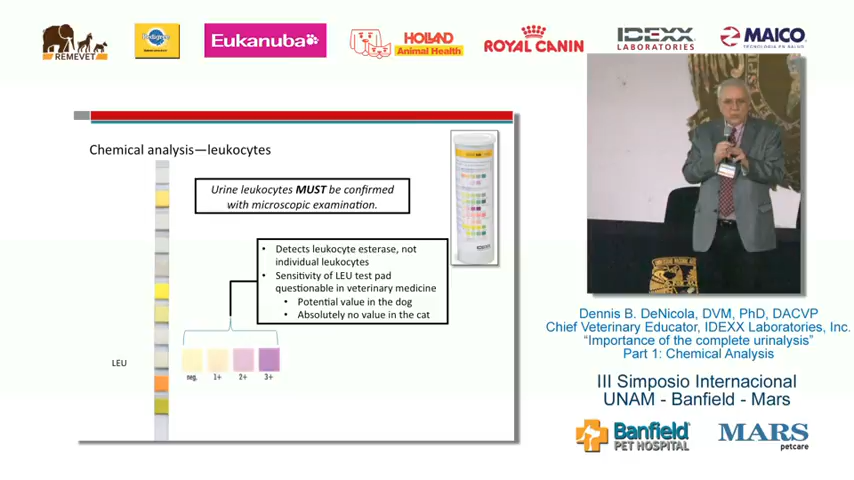 REMEVET
Pedigree
Eukanuba
HOLLAND
Animal Health
ROYAL CANIN
IDEXX
LABORATORIES
MAICO
TECNOLOGÍA EN SALUD
Chemical analysis—leukocytes
Urine leukocytes MUST be confirmed
with microscopic examination.
• Detects leukocyte esterase, not
individual leukocytes
• Sensitivity of LEU test pad
questionable in veterinary medicine
• Potential value in the dog
• Absolutely no value in the cat
LEU
neg. 1+ 2+ 3+
Dennis B. DeNicola, DVM, PhD, DACVP
Chief Veterinary Educator, IDEXX Laboratories, Inc.
“Importance of the complete urinalysis”
Part 1: Chemical Analysis
III Simposio Internacional
UNAM - Banfield - Mars
Banfield
PET HOSPITAL
MARS
petcare